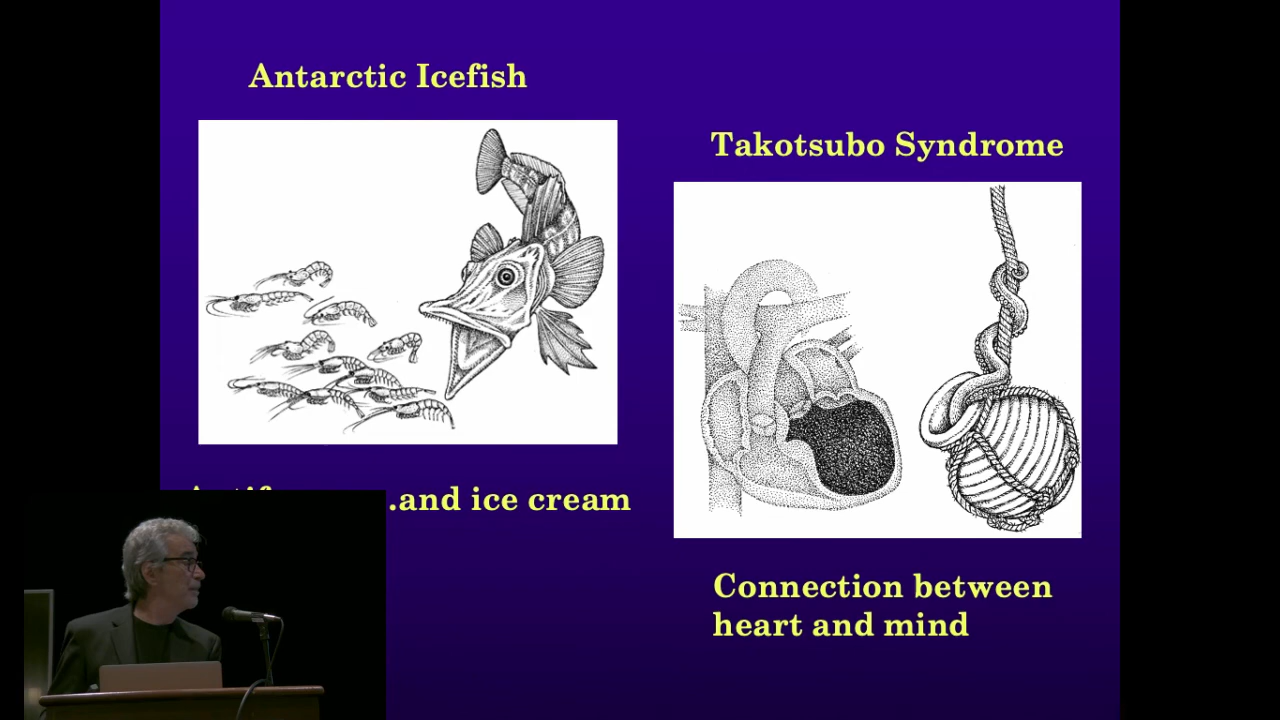 Antarctic Icefish
Takotsubo Syndrome
.and ice cream
Connection between
heart and mind